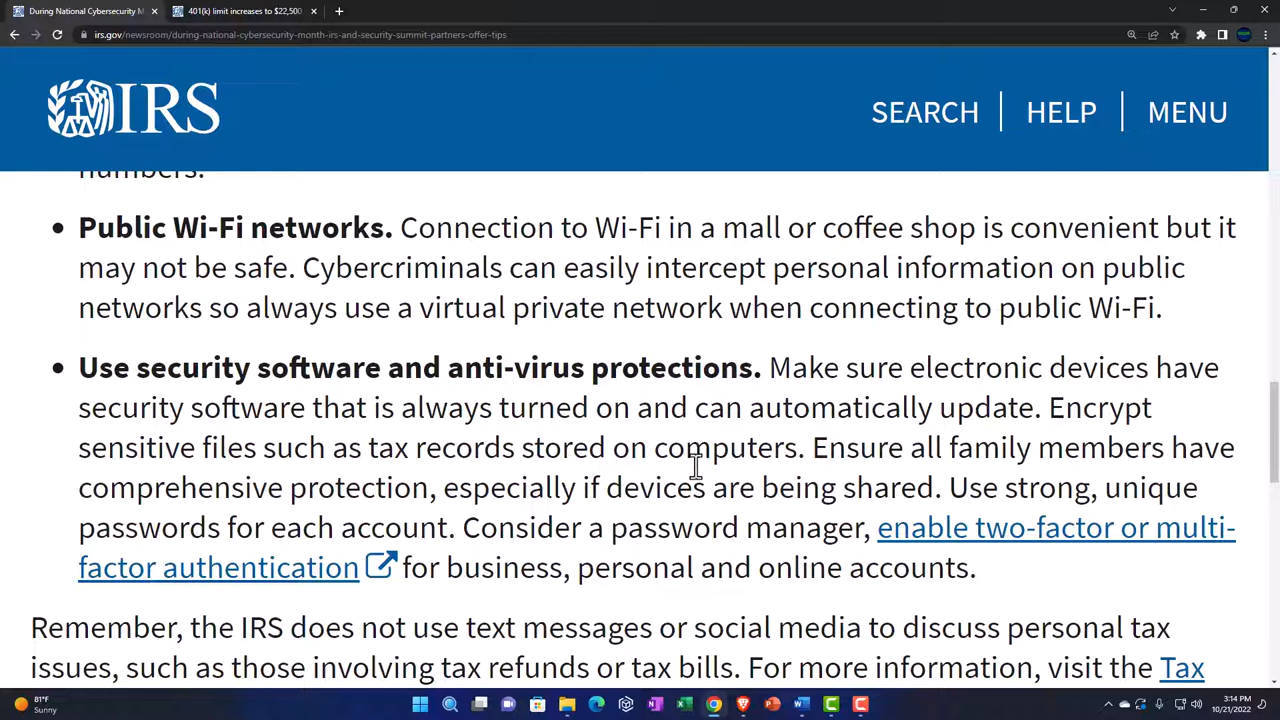 During National Cybersecurity M
401(k) limit increases to $22,500
irs.gov/newsroom/during-national-cybersecurity-month-irs-and-security-summit-partners-offer-tips
IRS
SEARCH
HELP
MENU
numbers.
• Public Wi-Fi networks. Connection to Wi-Fi in a mall or coffee shop is convenient but it
may not be safe. Cybercriminals can easily intercept personal information on public
networks so always use a virtual private network when connecting to public Wi-Fi.
• Use security software and anti-virus protections. Make sure electronic devices have
security software that is always turned on and can automatically update. Encrypt
sensitive files such as tax records stored on computers. Ensure all family members have
comprehensive protection, especially if devices are being shared. Use strong, unique
passwords for each account. Consider a password manager, enable two-factor or multi-
factor authentication for business, personal and online accounts.
Remember, the IRS does not use text messages or social media to discuss personal tax
issues, such as those involving tax refunds or tax bills. For more information, visit the Tax
81°F
Sunny
3:14 PM
10/21/2022